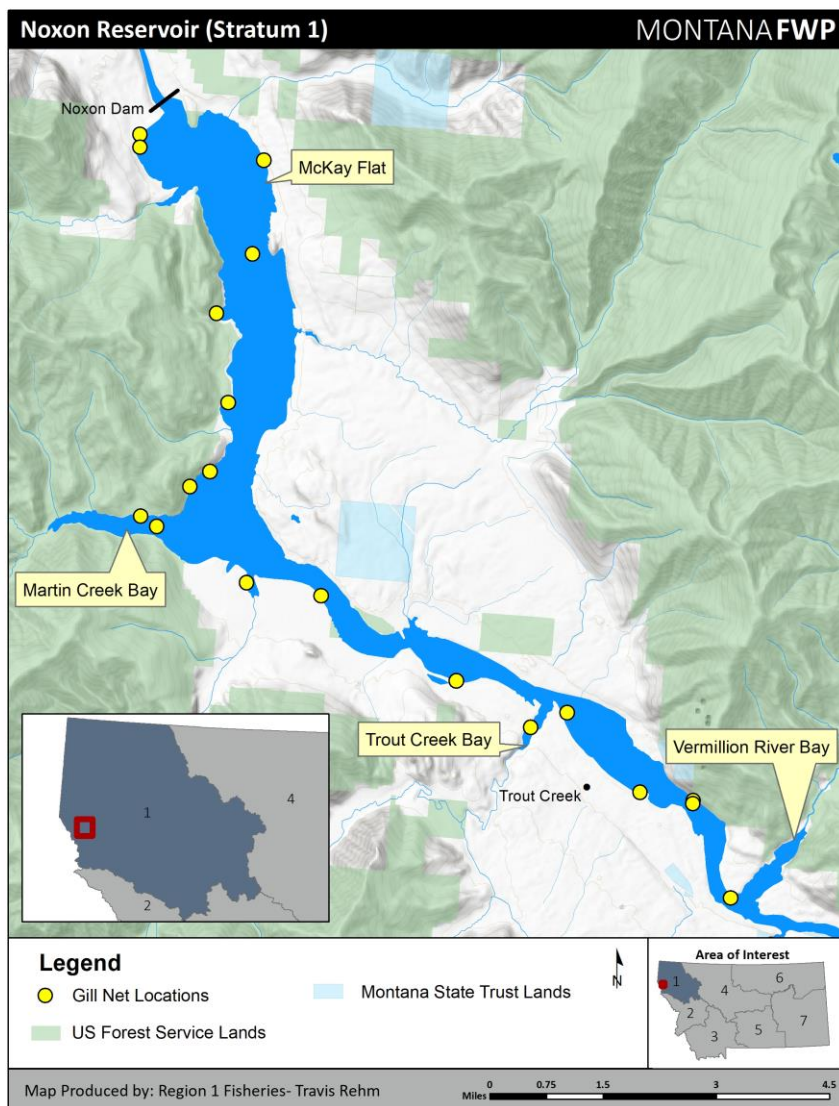 Noxon Reservoir (Stratum 1)
MONTANAFWP
Noxon Dam
McKay Flat
Martin Creek Bay
Trout Creek Bay
Vermillion River Bay
Trout Creek
1
4
2
Legend
Gill Net Locations
US Forest Service Lands
Montana State Trust Lands
N
Area of Interest
1
4
6
2
3
5
7
Map Produced by: Region 1 Fisheries- Travis Rehm
0 0.75 1.5 3 4.5
Miles